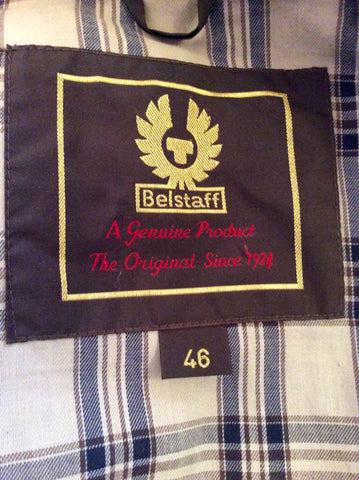 Belstaff
A Genuine Product
The Original Since 1924
46